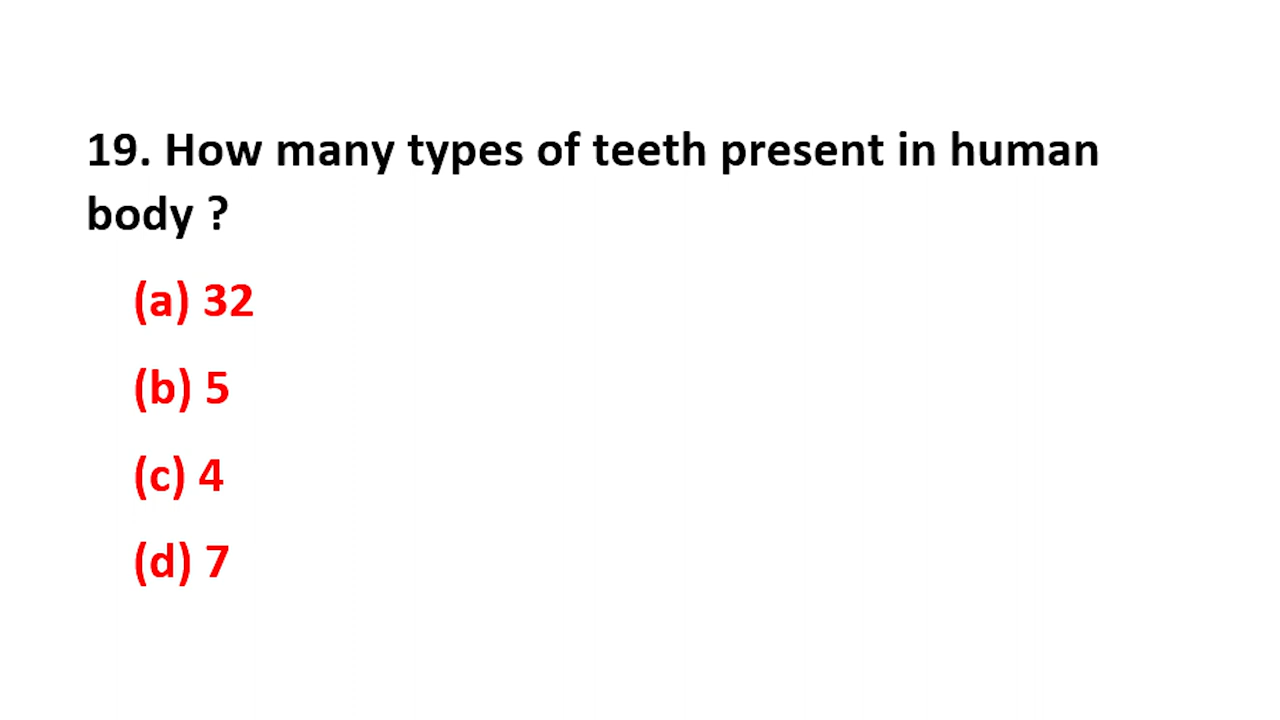 19. How many types of teeth present in human
body ?
(a) 32
(b) 5
(c) 4
(d) 7